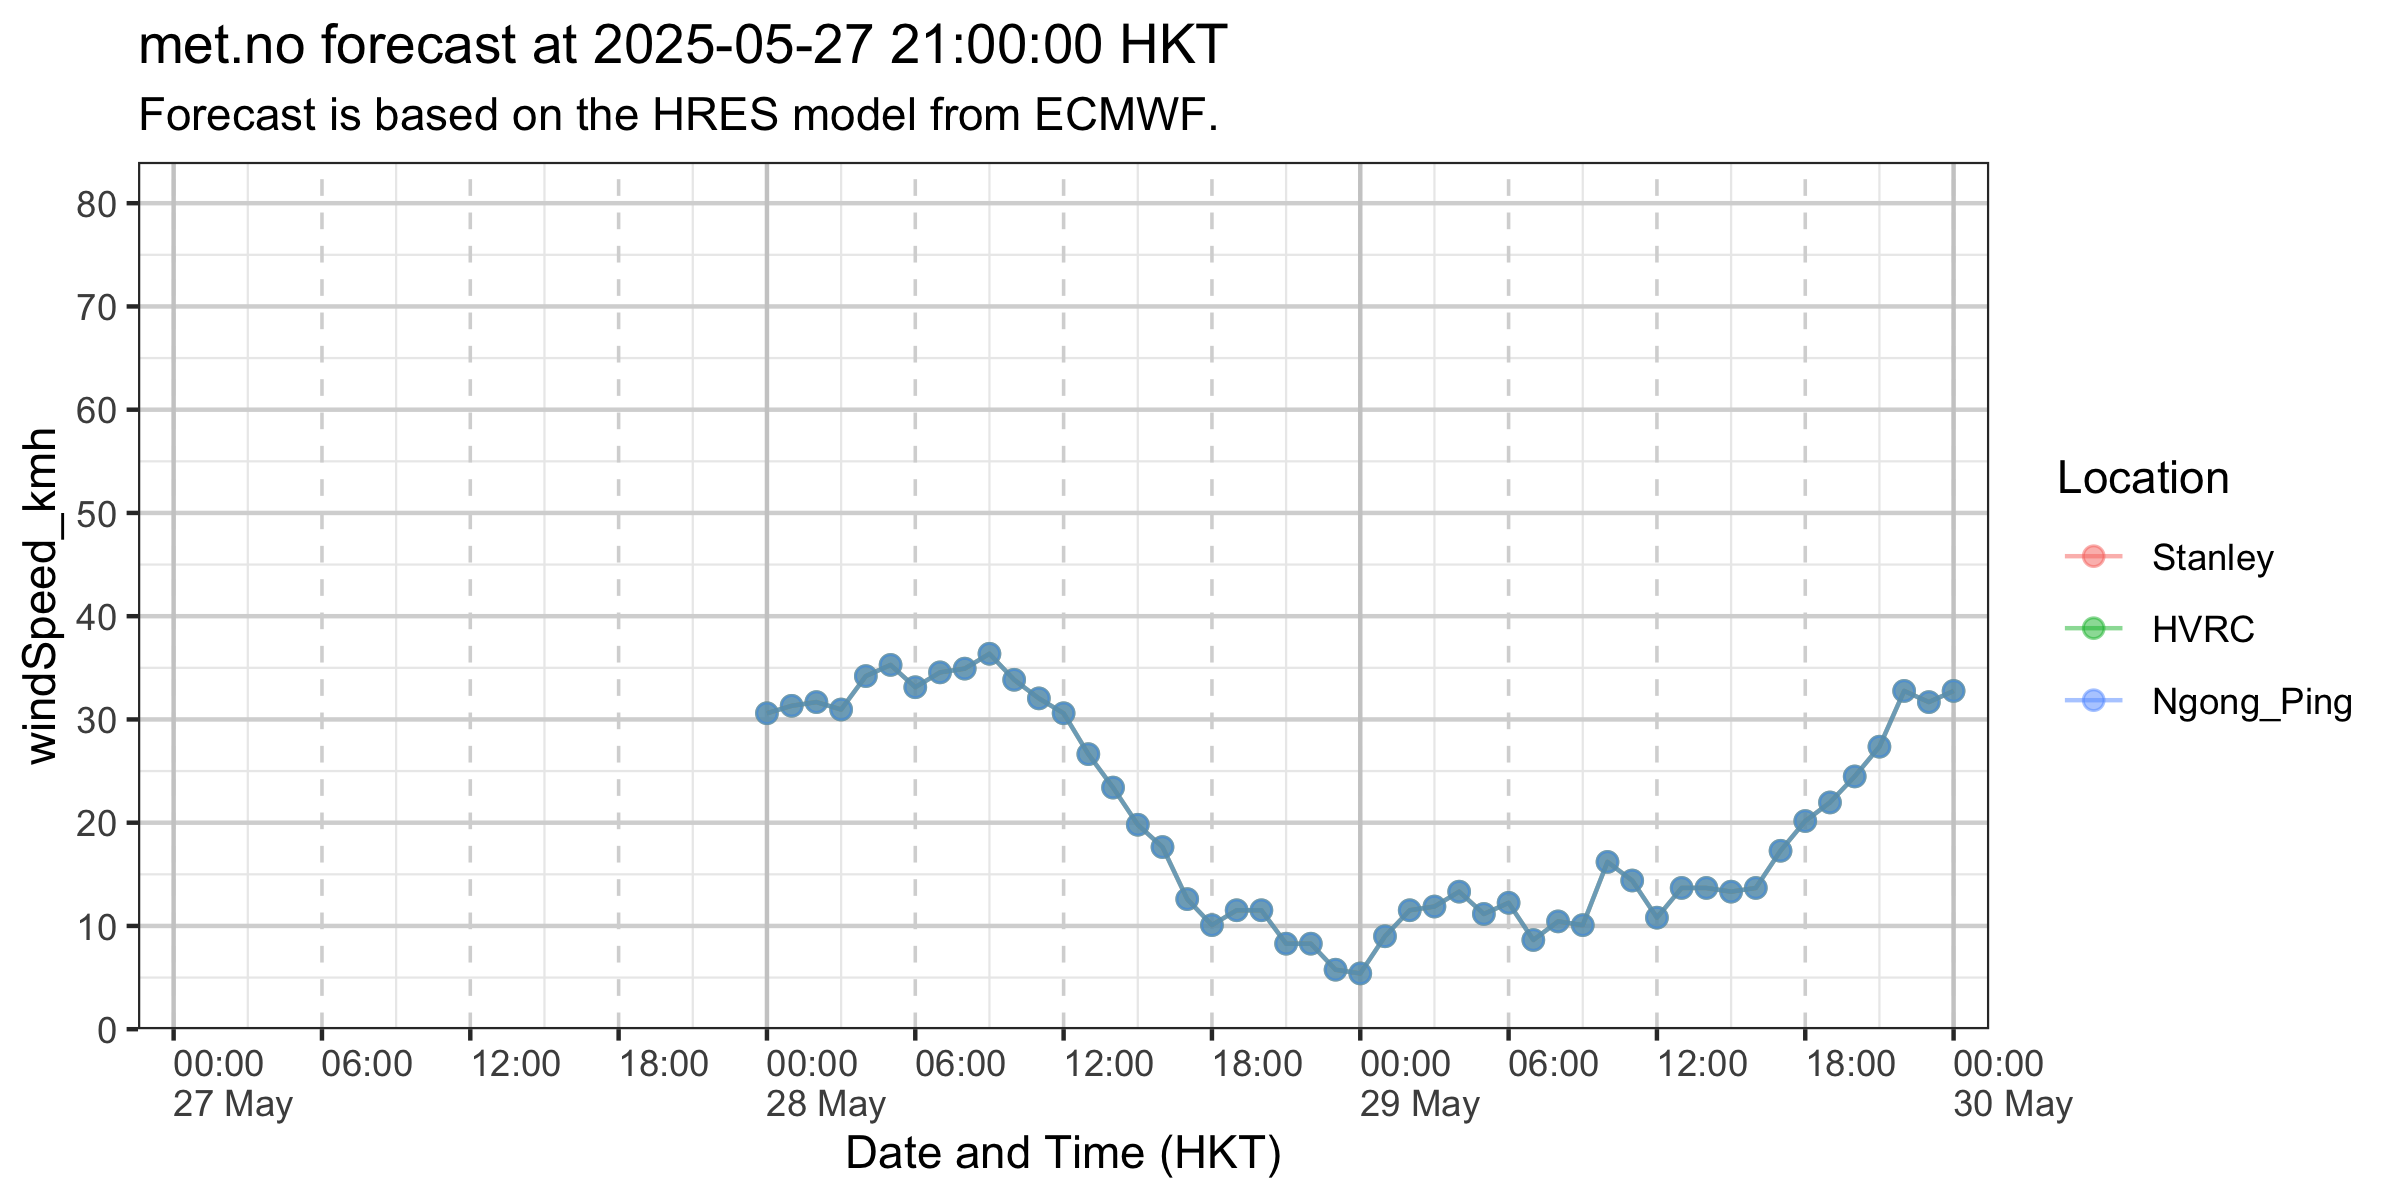 met.no forecast at 2025-05-27 21:00:00 HKT
Forecast is based on the HRES model from ECMWF.
windSpeed_kmh
80
70
60
50
40
30
20
10
0
00:00 06:00 12:00 18:00 00:00 06:00 12:00 18:00 00:00 06:00 12:00 18:00 00:00
27 May 28 May 29 May 30 May
Date and Time (HKT)
Location
Stanley
HVRC
Ngong_Ping